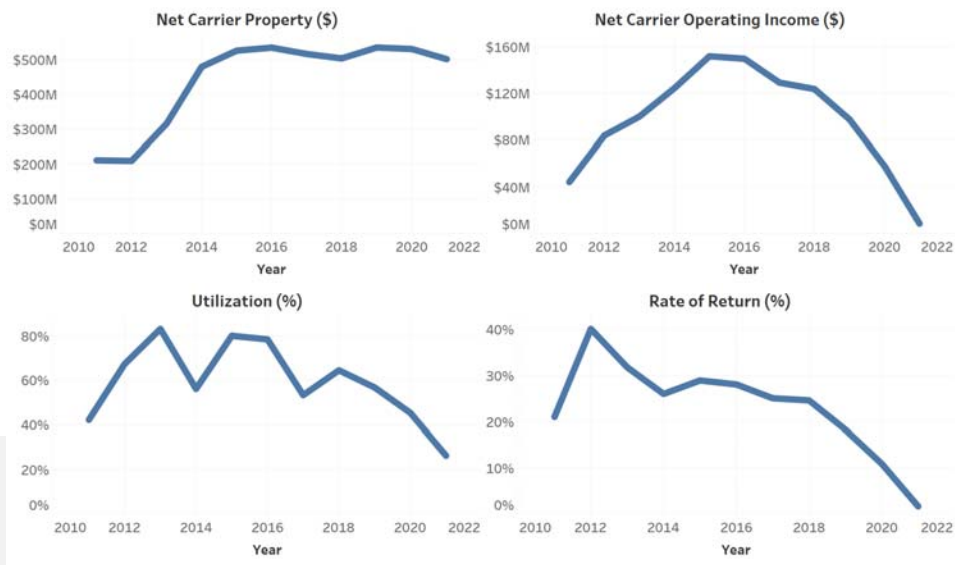 Net Carrier Property ($)
$500M
$400M
$300M
$200M
$100M
$0M
2010 2012 2014 2016 2018 2020 2022
Year
Net Carrier Operating Income ($)
$160M
$120M
$80M
$40M
$0M
2010 2012 2014 2016 2018 2020 2022
Year
Utilization (%)
80%
60%
40%
20%
0%
2010 2012 2014 2016 2018 2020 2022
Year
Rate of Return (%)
40%
30%
20%
10%
0%
2010 2012 2014 2016 2018 2020 2022
Year